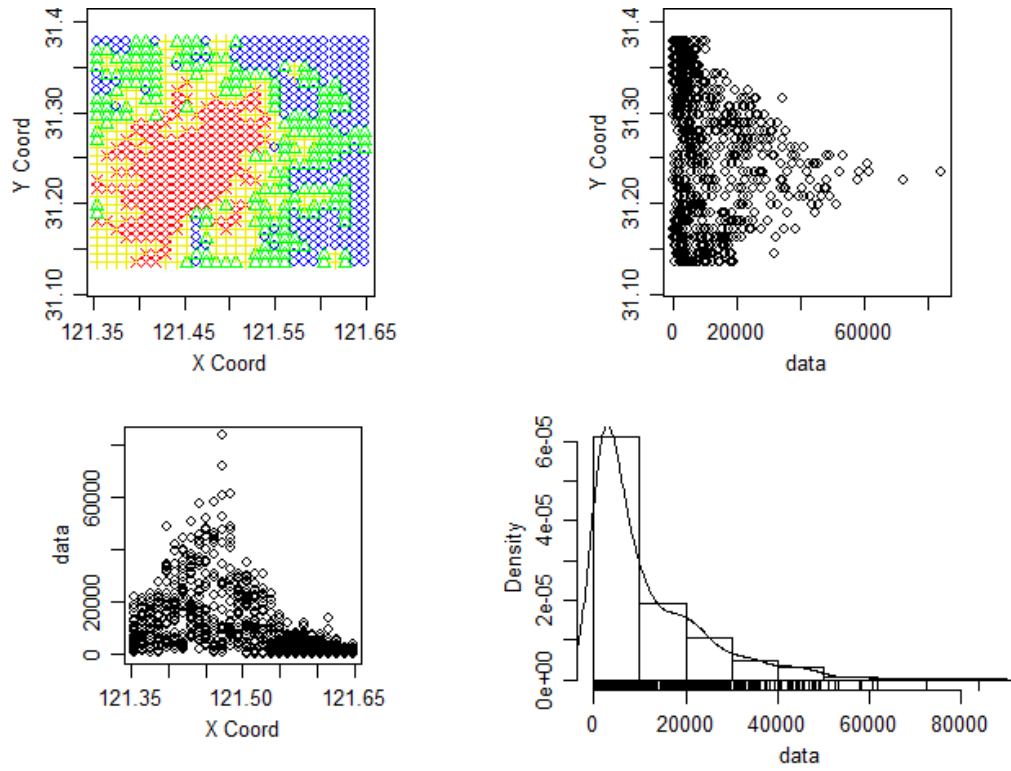 31.4
31.30
31.20
31.10
Y Coord
121.35 121.45 121.55 121.65
X Coord
31.4
31.30
31.20
31.10
Y Coord
0 20000 60000
data
60000
20000
0
data
121.35 121.50 121.65
X Coord
6e-05
4e-05
2e-05
0e+00
Density
0 20000 40000 60000 80000
data